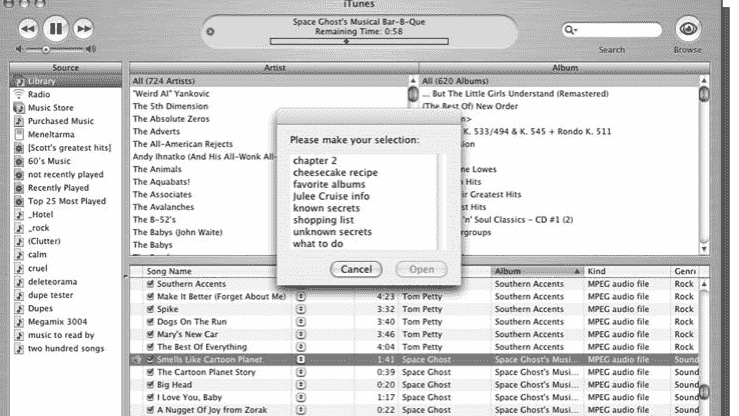 iTunes
Space Ghost's Musical Bar-B-Que
Remaining Time: 0:58
Search
Browse
Source
Library
Radio
Music Store
Purchased Music
Meneltarma
[Scott's greatest hits]
60's Music
not recently played
Recently Played
Top 25 Most Played
_Hotel
_rock
(Clutter)
calm
cruel
deleteorama
dupe tester
Dupes
Megamix 3004
music to read by
two hundred songs
Artist
All (724 Artists)
"Weird Al" Yankovic
The 5th Dimension
The Absolute Zeros
The Adverts
The All-American Rejects
Andy Ihnatko (And His All-Wonk All-
The Animals
The Aquabats!
The Associates
The Avalanches
The B-52's
The Babys (John Waite)
The Babys
Album
All (620 Albums)
... But The Little Girls Understand (Remastered)
(The Best Of) New Order
K. 533/494 & K. 545 + Rondo K. 511
ne Lowes
Hits
Greatest Hits
Hits
'n' Soul Classics - CD #1 (2)
ergroups
Please make your selection:
chapter 2
cheesecake recipe
favorite albums
Julee Cruise info
known secrets
shopping list
unknown secrets
what to do
Cancel Open
Song Name Album Kind Genre
Southern Accents Southern Accents MPEG audio file Rock
Make It Better (Forget About Me) 4:23 Tom Petty Southern Accents MPEG audio file Rock
Spike 3:32 Tom Petty Southern Accents MPEG audio file Rock
Dogs On The Run 3:40 Tom Petty Southern Accents MPEG audio file Rock
Mary's New Car 3:46 Tom Petty Southern Accents MPEG audio file Rock
The Best Of Everything 4:04 Tom Petty Southern Accents MPEG audio file Rock
Smells Like Cartoon Planet 1:41 Space Ghost Space Ghost's Musi... MPEG audio file Sound
The Cartoon Planet Story 0:39 Space Ghost Space Ghost's Musi... MPEG audio file Sound
Big Head 0:20 Space Ghost Space Ghost's Musi... MPEG audio file Sound
I Love You, Baby 1:17 Space Ghost Space Ghost's Musi... MPEG audio file Sound
A Nugget Of Joy from Zorak 0:22 Space Ghost Space Ghost's Musi... MPEG audio file Sound